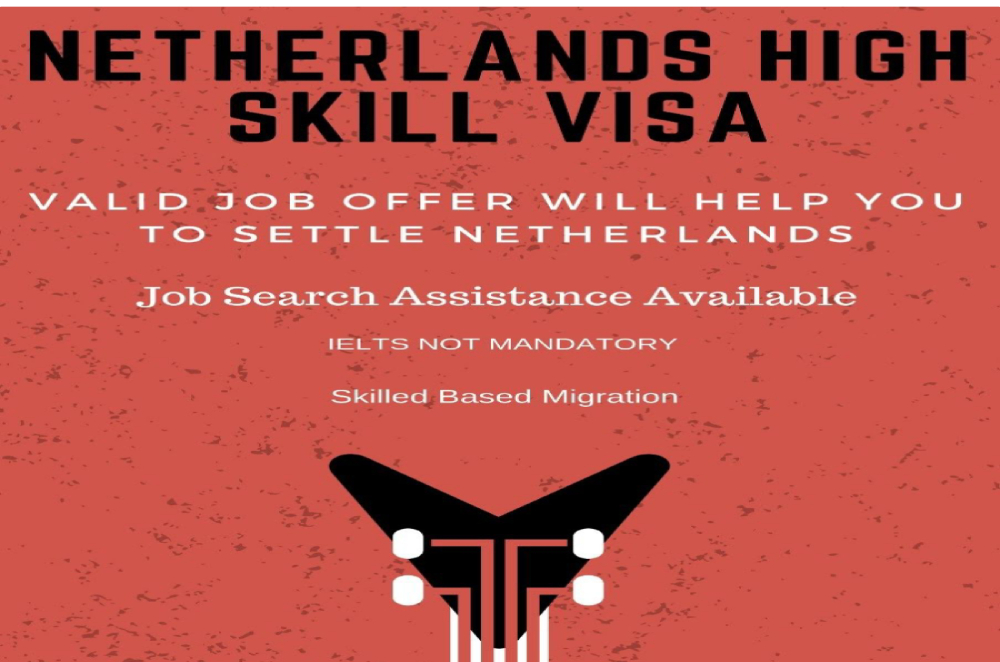 NETHERLANDS HIGH
SKILL VISA
VALID JOB OFFER WILL HELP YOU
TO SETTLE NETHERLANDS
Job Search Assistance Available
IELTS NOT MANDATORY
Skilled Based Migration